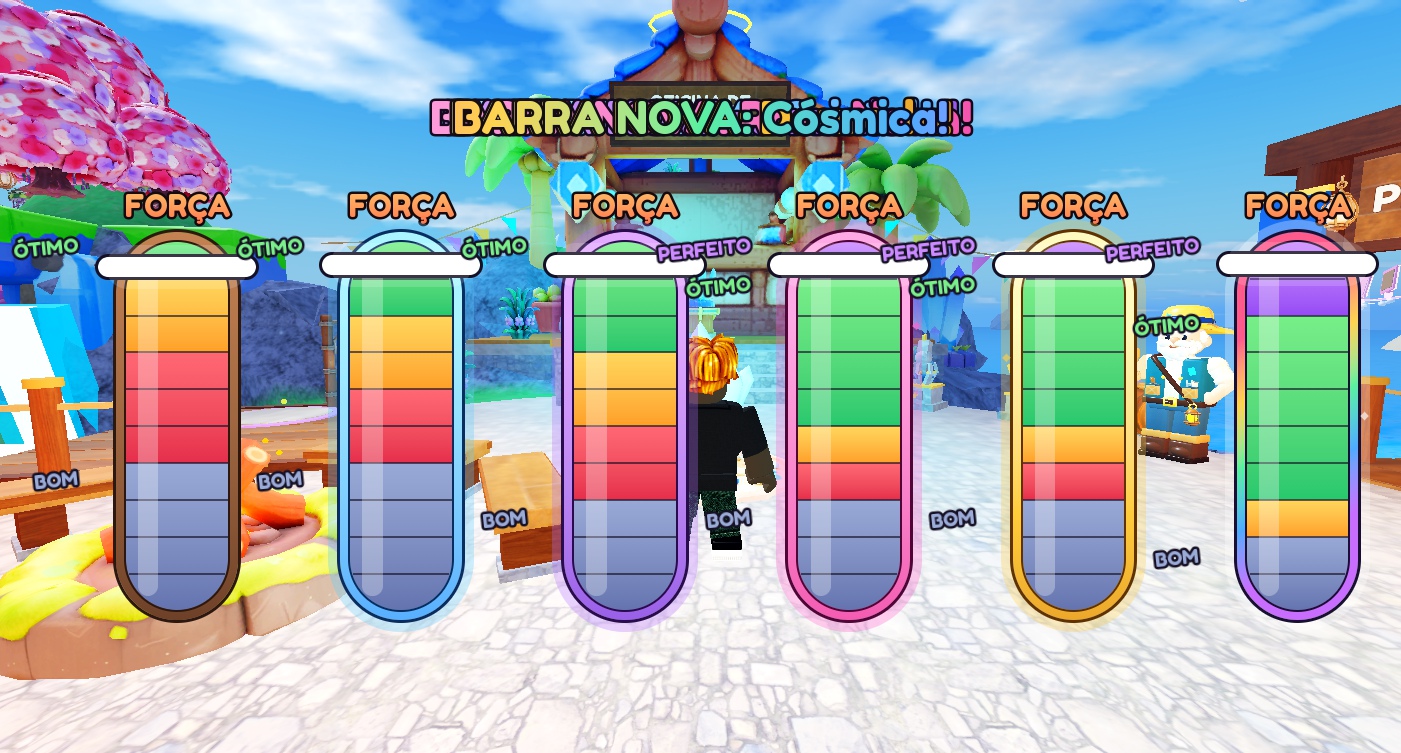 BARRA NOVA: Cósmica!
FORÇA FORÇA FORÇA FORÇA FORÇA FORÇA
ÓTIMO ÓTIMO ÓTIMO PERFEITO PERFEITO PERFEITO
ÓTIMO ÓTIMO
ÓTIMO
BOM BOM
BOM BOM BOM
BOM